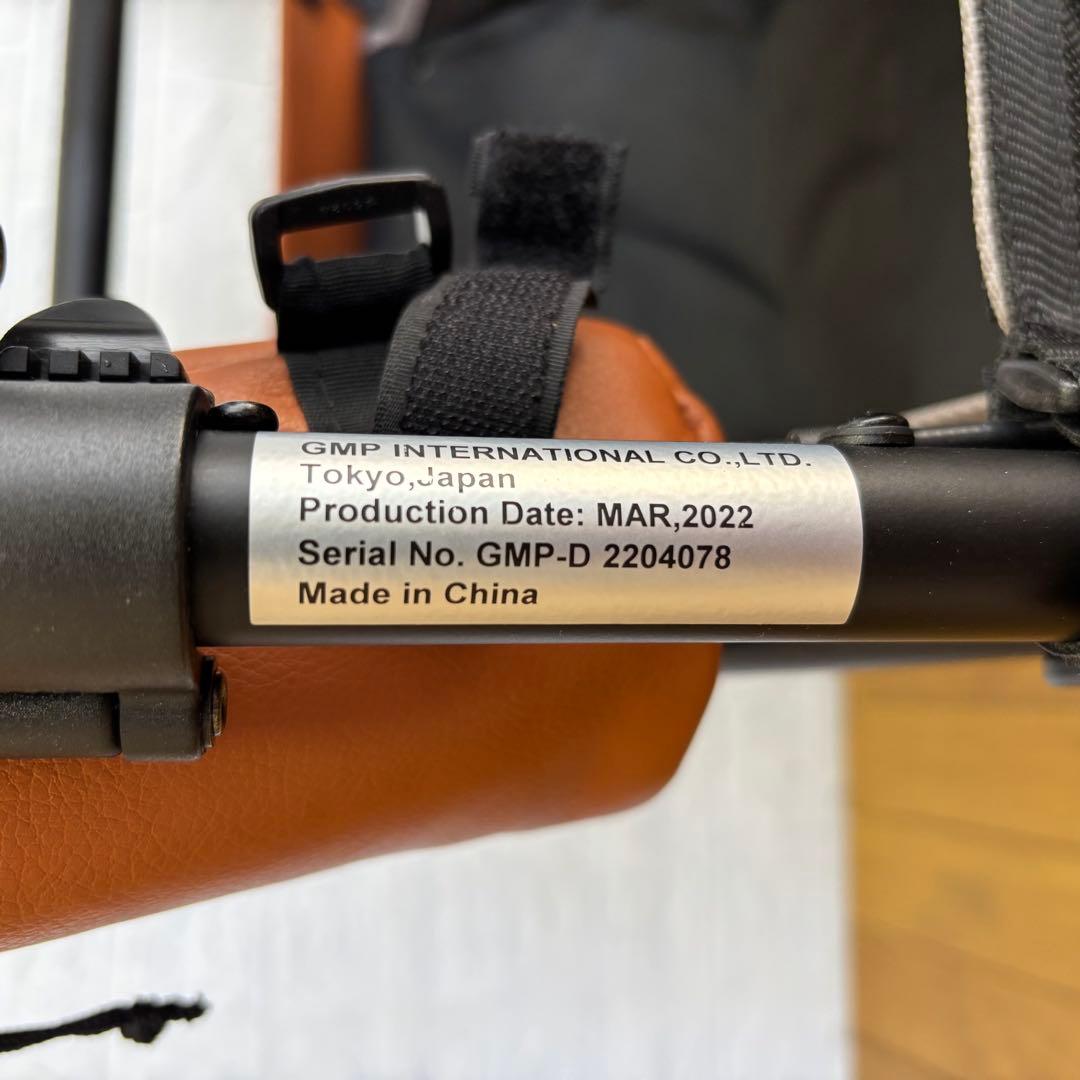 GMP INTERNATIONAL CO.,LTD.
Tokyo,Japan
Production Date: MAR,2022
Serial No. GMP-D 2204078
Made in China